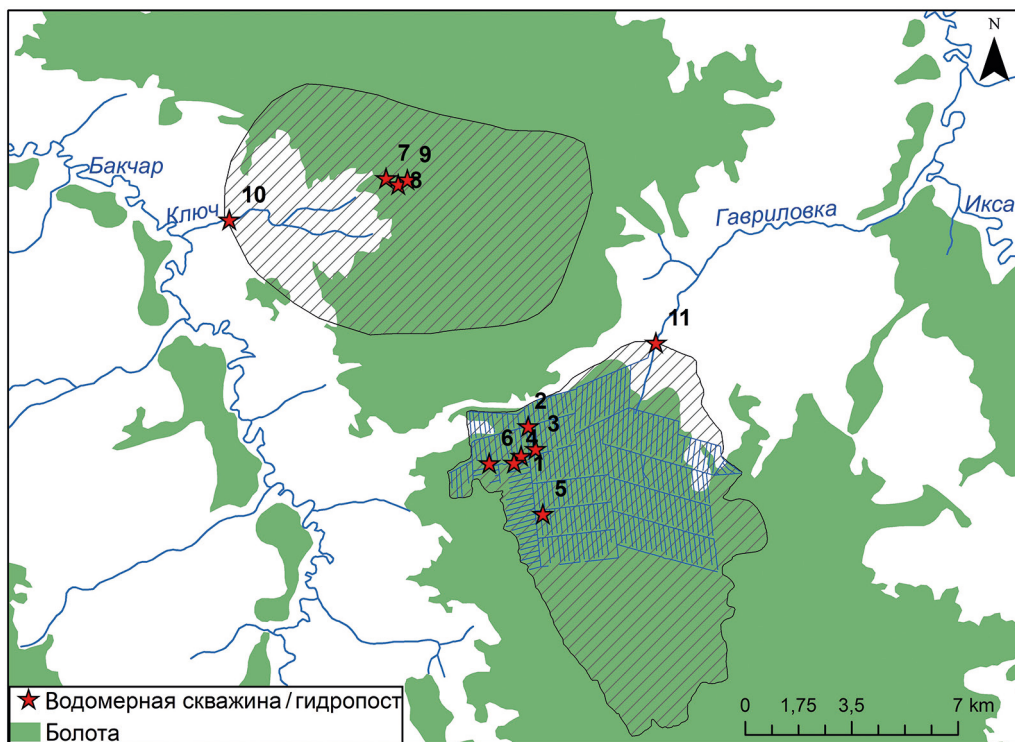 N
7 9
8
Бакчар
10
Ключ
Гавриловка
Икса
11
2
3
6 4
1
5
Водомерная скважина / гидропост
Болота
0 1,75 3,5 7 km